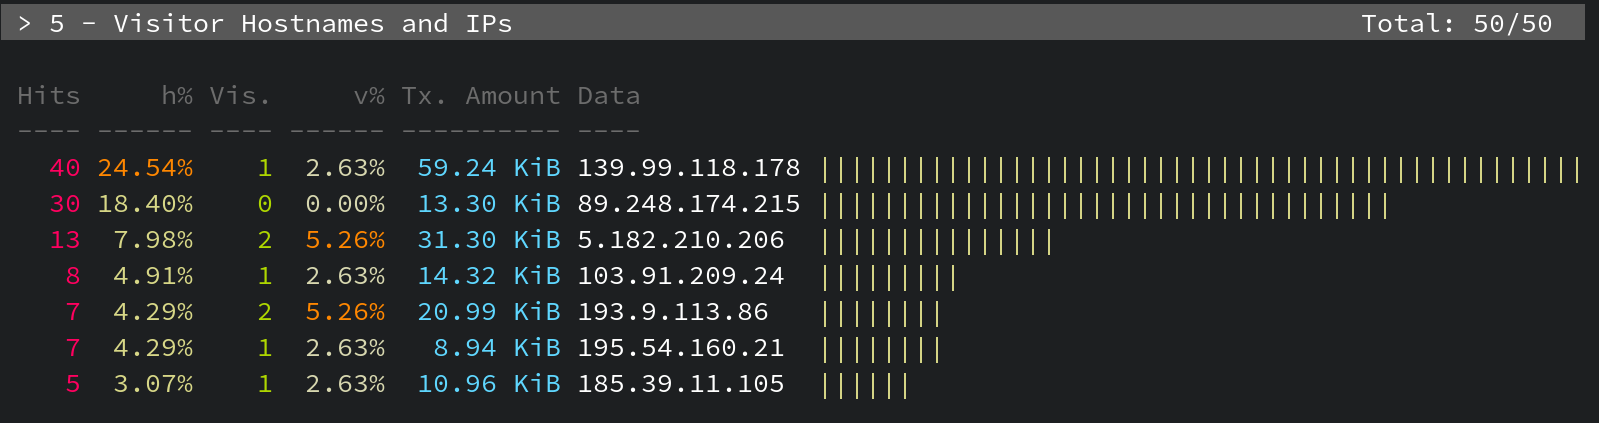 > 5 - Visitor Hostnames and IPs Total: 50/50
Hits h% Vis. v% Tx. Amount Data
---- ------ ---- ------ ---------- ----
40 24.54% 1 2.63% 59.24 KiB 139.99.118.178 ||||||||||||||||||||||||||||||||||||||||||||||||
30 18.40% 0 0.00% 13.30 KiB 89.248.174.215 ||||||||||||||||||||||||||||||||||||
13 7.98% 2 5.26% 31.30 KiB 5.182.210.206 |||||||||||||||
8 4.91% 1 2.63% 14.32 KiB 103.91.209.24 |||||||||
7 4.29% 2 5.26% 20.99 KiB 193.9.113.86 ||||||||
7 4.29% 1 2.63% 8.94 KiB 195.54.160.21 ||||||||
5 3.07% 1 2.63% 10.96 KiB 185.39.11.105 ||||||